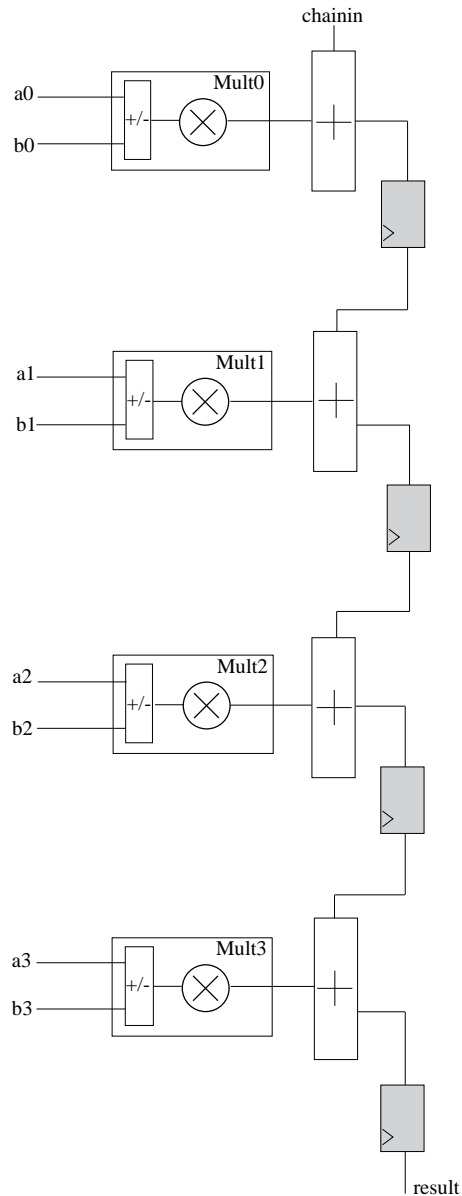 chainin
Mult0
a0
+/-
b0
Mult1
a1
+/-
b1
Mult2
a2
+/-
b2
Mult3
a3
+/-
b3
result